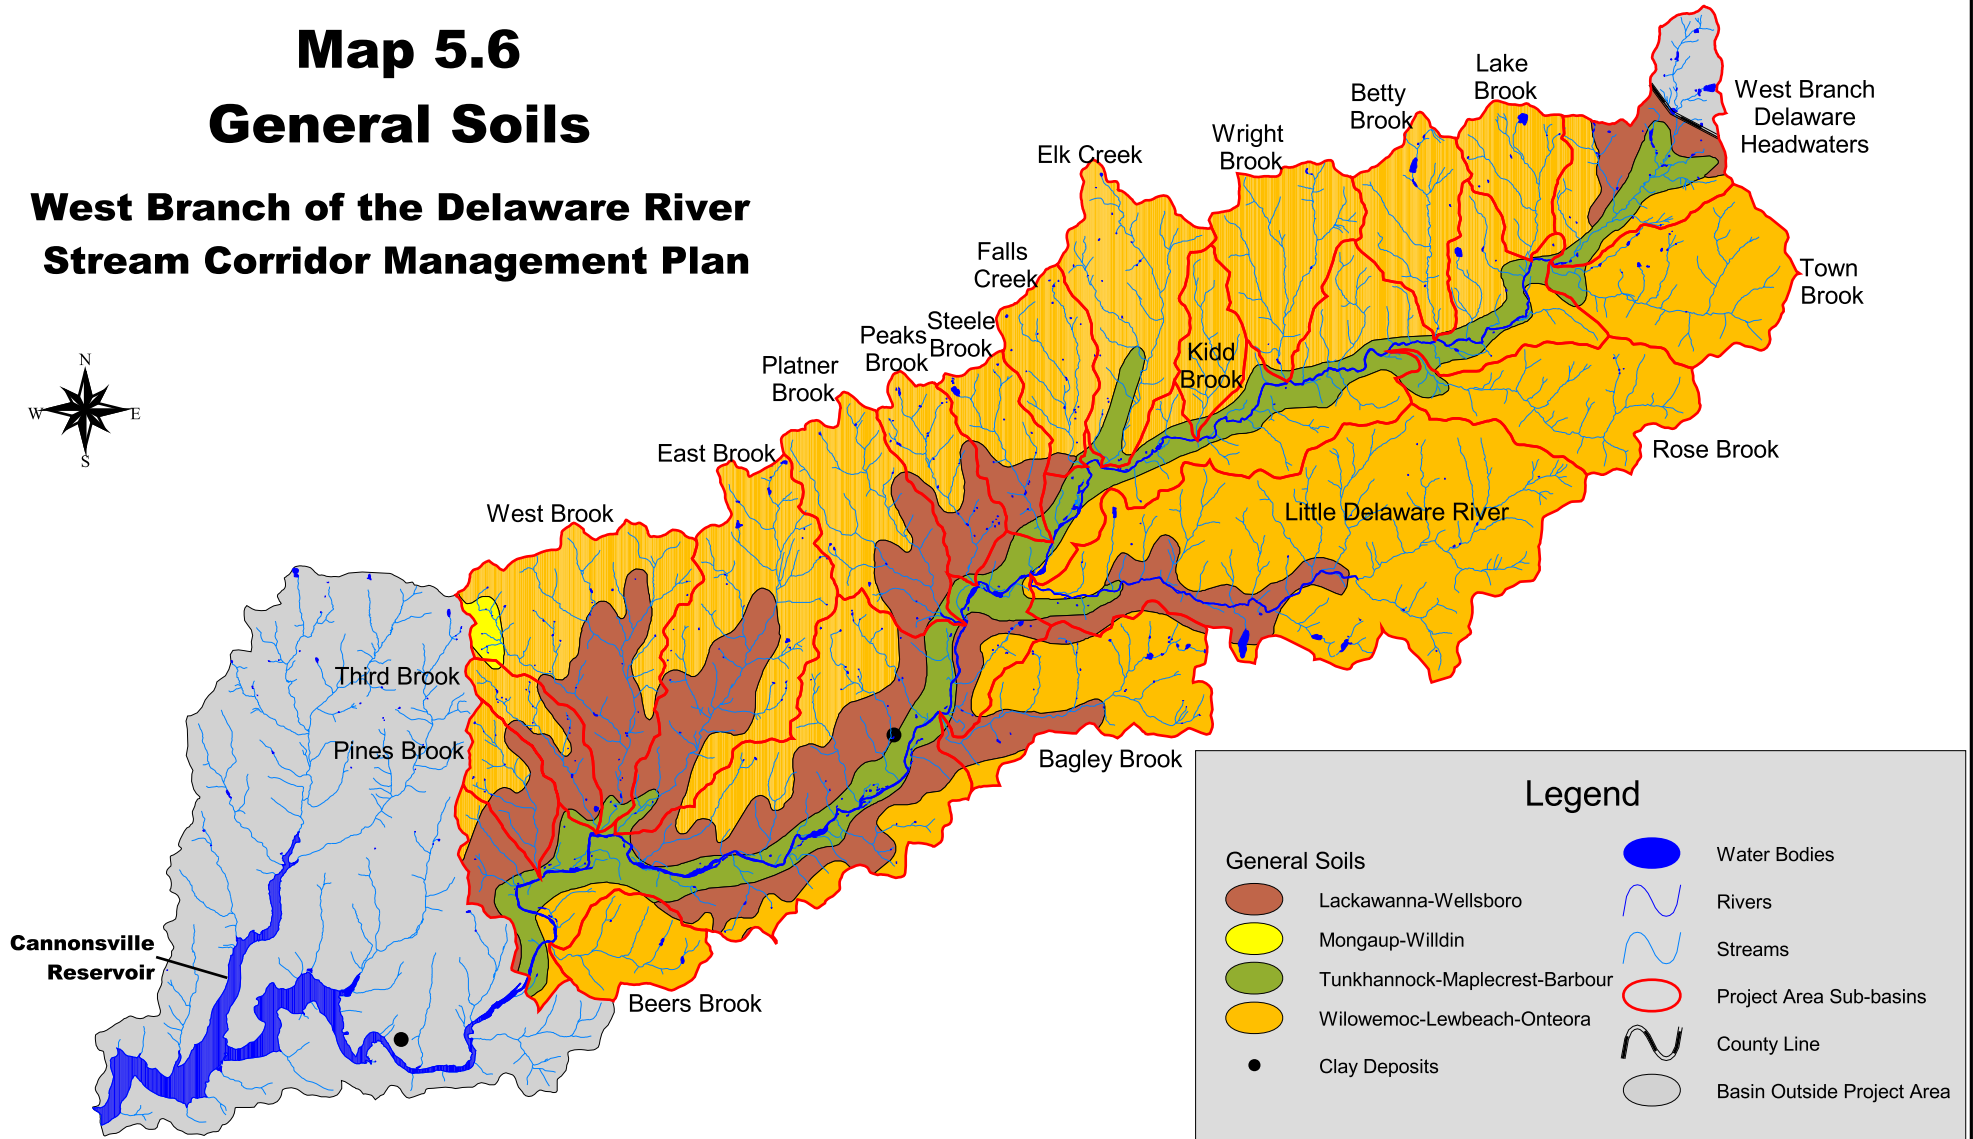 Map 5.6
General Soils
West Branch of the Delaware River
Stream Corridor Management Plan
N
W
E
S
Lake
Brook
Betty
Brook
West Branch
Delaware
Headwaters
Wright
Brook
Elk Creek
Falls
Creek
Town
Brook
Steele
Brook
Peaks
Brook
Kidd
Brook
Platner
Brook
East Brook
Rose Brook
West Brook
Little Delaware River
Third Brook
Pines Brook
Bagley Brook
Cannonsville
Reservoir
Beers Brook
Legend
General Soils
Lackawanna-Wellsboro
Mongaup-Willdin
Tunkhannock-Maplecrest-Barbour
Wilowemoc-Lewbeach-Onteora
Clay Deposits
Water Bodies
Rivers
Streams
Project Area Sub-basins
County Line
Basin Outside Project Area